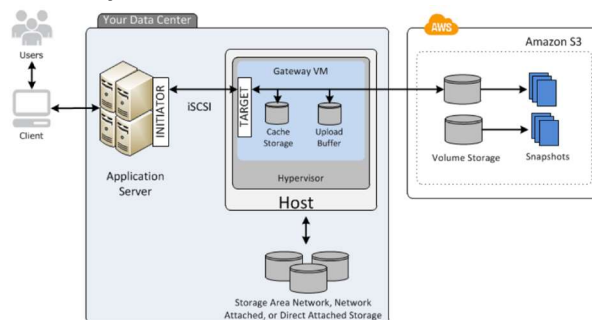 Your Data Center
AWS
Amazon S3
Users
Client
INITIATOR
iSCSI
TARGET
Gateway VM
Cache
Storage
Upload
Buffer
Hypervisor
Host
Application
Server
Volume Storage
Snapshots
Storage Area Network, Network
Attached, or Direct Attached Storage